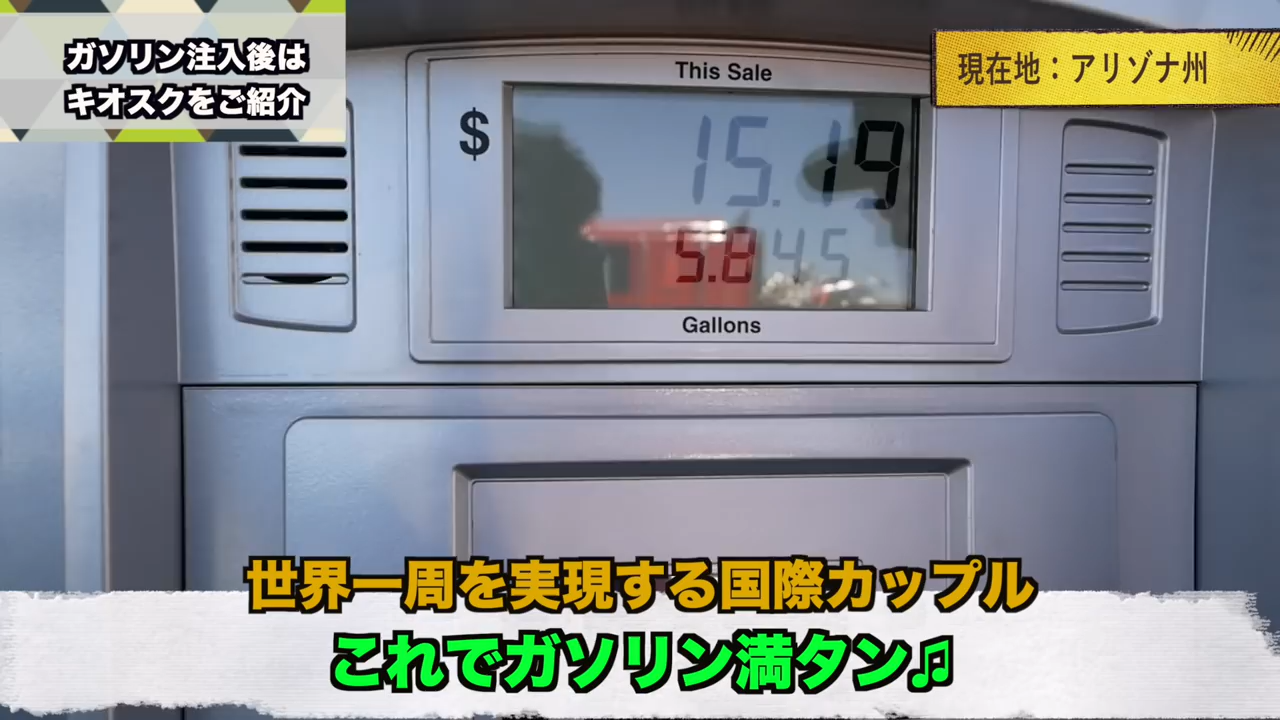 ガソリン注入後は
キオスクをご紹介
現在地：アリゾナ州
This Sale
$ 15.19
5.845
Gallons
世界一周を実現する国際カップル
これでガソリン満タン♫